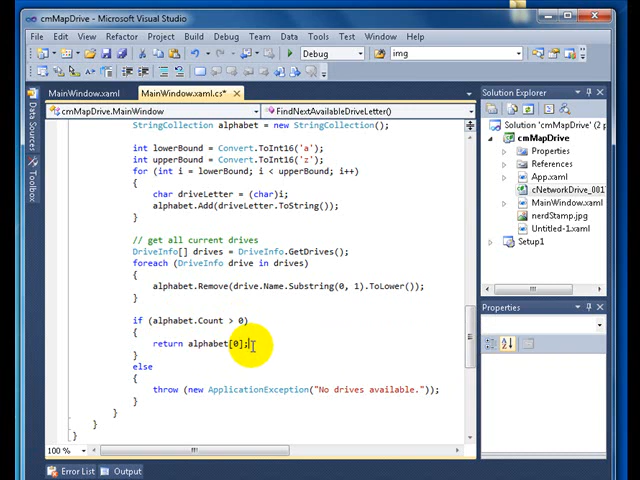 cmMapDrive - Microsoft Visual Studio
File Edit View Refactor Project Build Debug Team Data Tools
Test Window Help
Debug img
MainWindow.xaml MainWindow.xaml.cs*
cmMapDrive.MainWindow FindNextAvailableDriveLetter()
Data Sources
Toolbox
StringCollection alphabet = new StringCollection();
int lowerBound = Convert.ToInt16('a');
int upperBound = Convert.ToInt16('z');
for (int i = lowerBound; i < upperBound; i++)
{
char driveLetter = (char)i;
alphabet.Add(driveLetter.ToString());
}
// get all current drives
DriveInfo[] drives = DriveInfo.GetDrives();
foreach (DriveInfo drive in drives)
{
alphabet.Remove(drive.Name.Substring(0, 1).ToLower());
}
if (alphabet.Count > 0)
{
return alphabet[0];
}
else
{
throw (new ApplicationException("No drives available."));
}
}
}
}
100 %
Error List Output
Solution Explorer
Solution 'cmMapDrive' (2 p
cmMapDrive
Properties
References
App.xaml
cNetworkDrive_001
MainWindow.xaml
nerdStamp.jpg
Untitled-1.xaml
Setup1
Properties